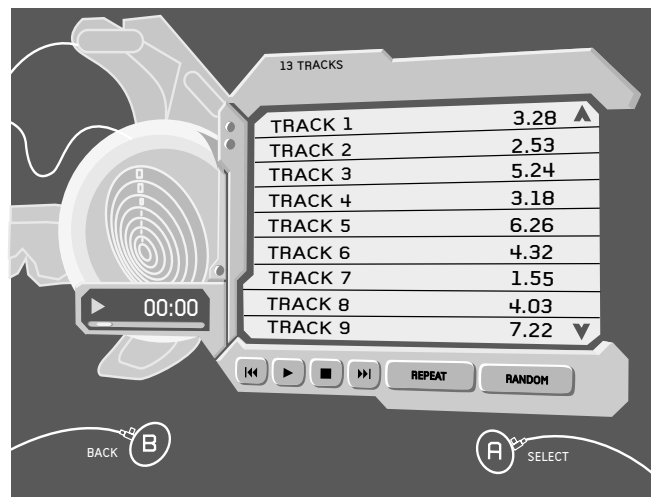 13 TRACKS
TRACK 1 3.28
TRACK 2 2.53
TRACK 3 5.24
TRACK 4 3.18
TRACK 5 6.26
TRACK 6 4.32
TRACK 7 1.55
TRACK 8 4.03
TRACK 9 7.22
00:00
REPEAT RANDOM
BACK B
A SELECT